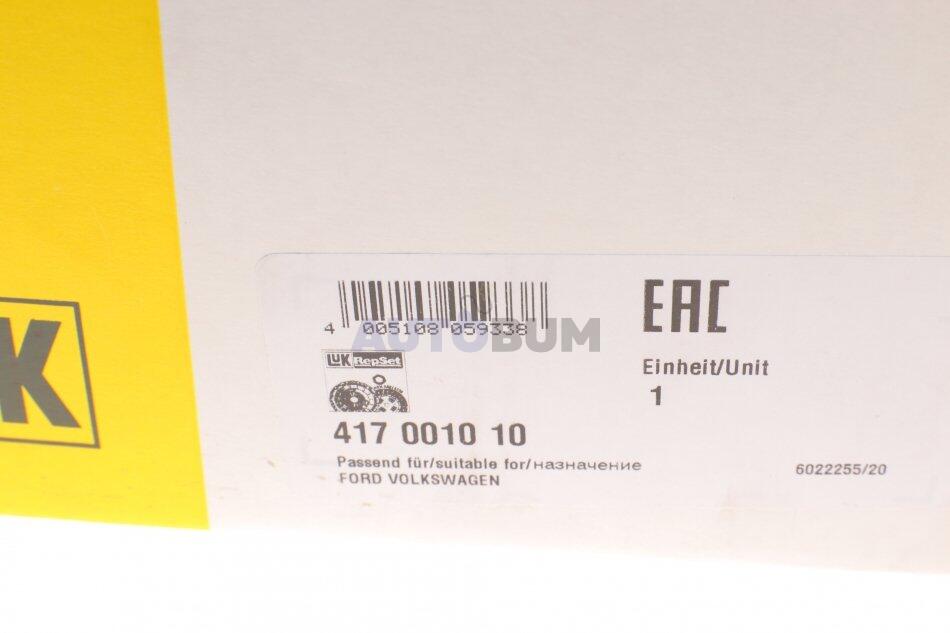 K
4 005108 059338
AUTOBUM
EAC
Einheit/Unit
1
LUK RepSet
417 0010 10
Passend für/suitable for/назначение
FORD VOLKSWAGEN
6022255/20